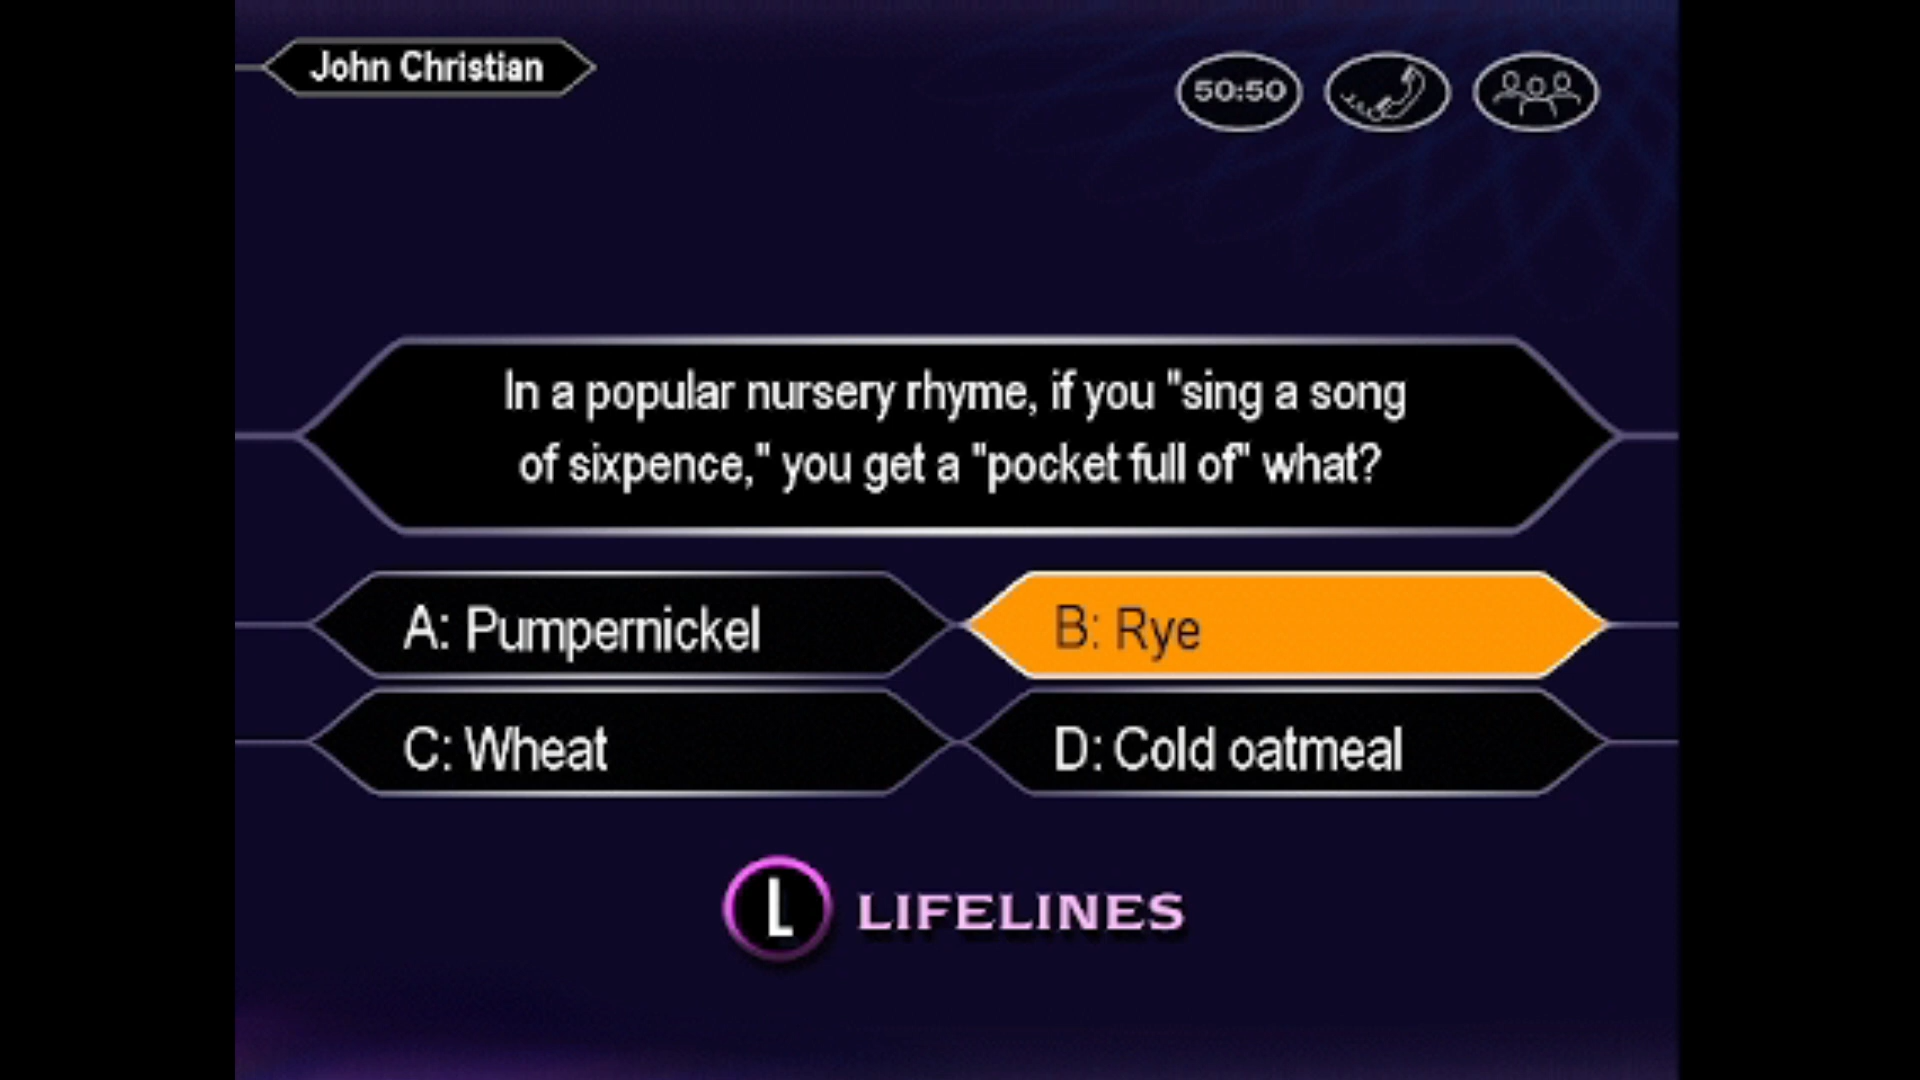 John Christian
50:50
In a popular nursery rhyme, if you "sing a song
of sixpence," you get a "pocket full of" what?
A: Pumpernickel
B: Rye
C: Wheat
D: Cold oatmeal
L LIFELINES